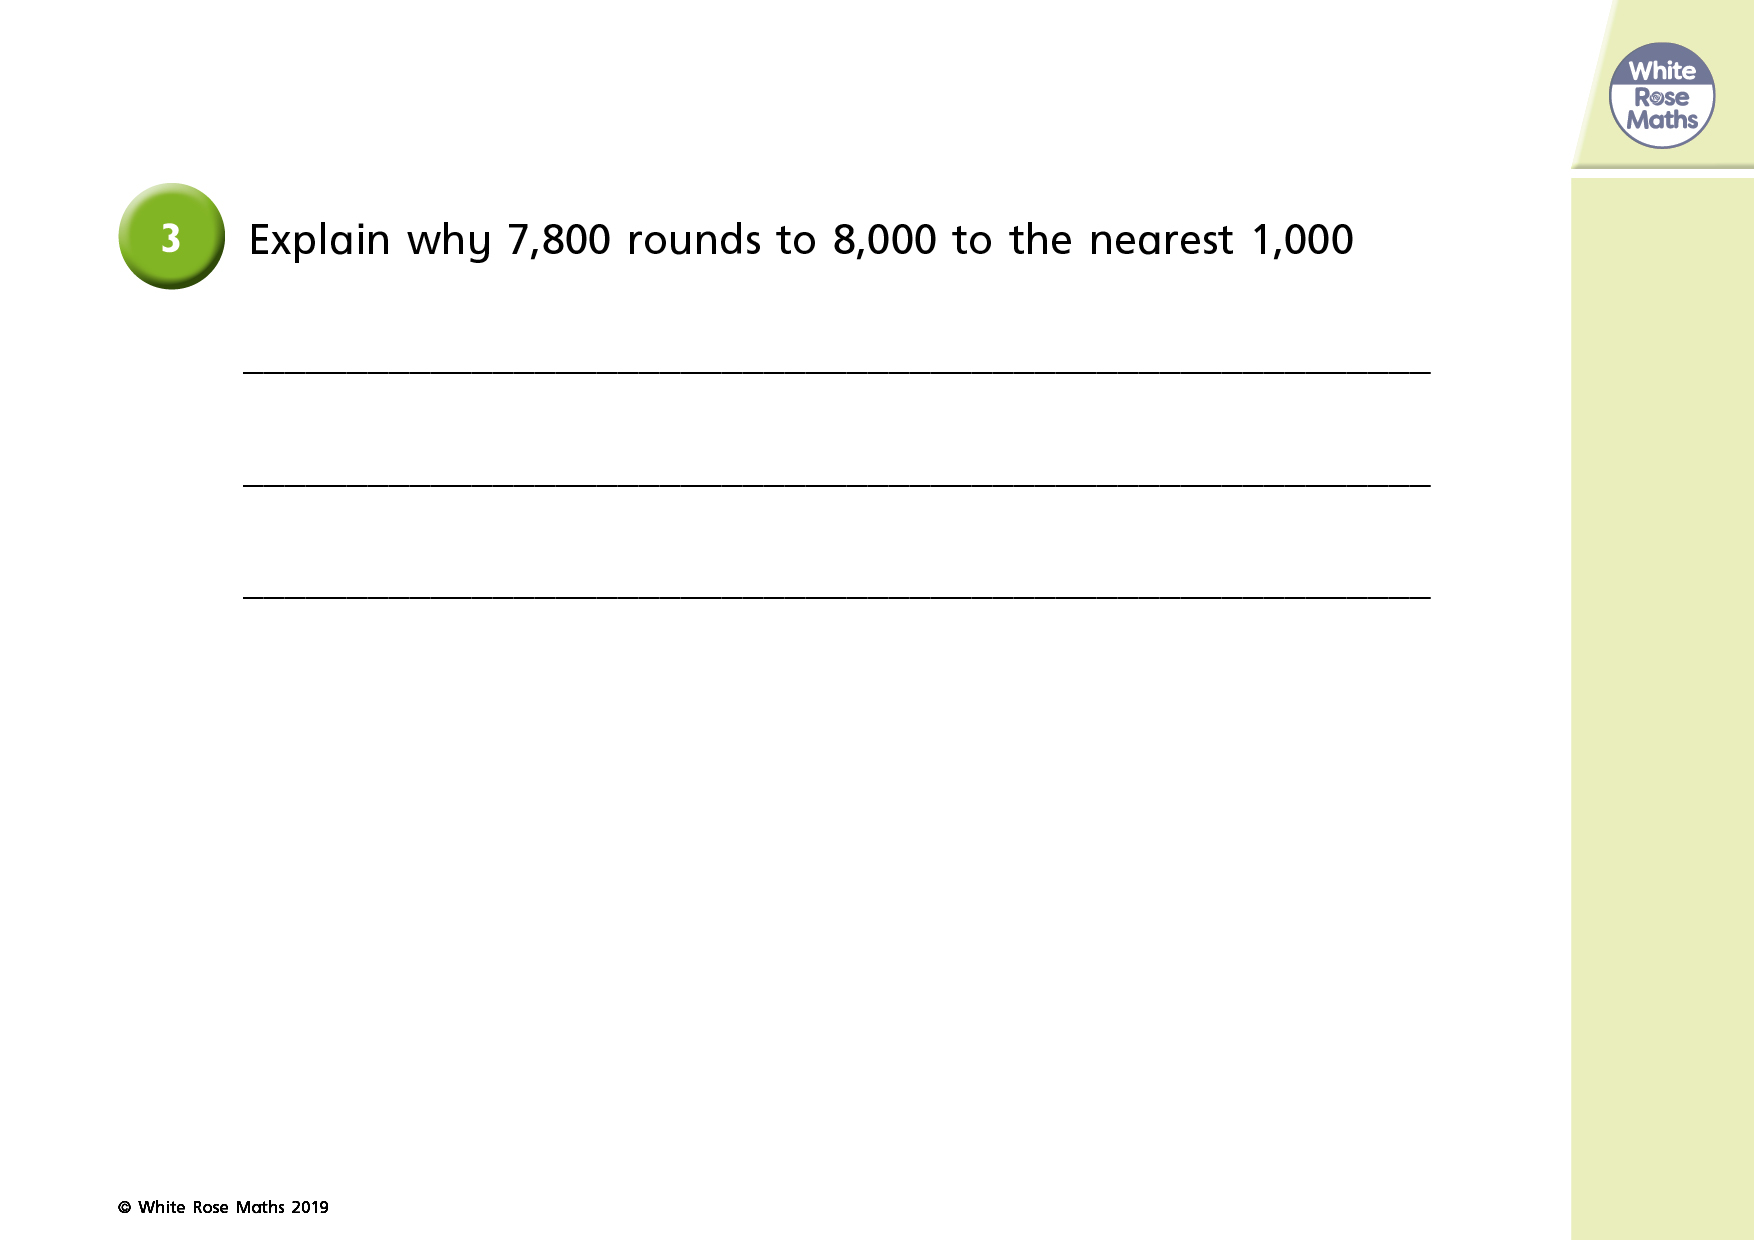 White
Rose
Maths
3 Explain why 7,800 rounds to 8,000 to the nearest 1,000
© White Rose Maths 2019